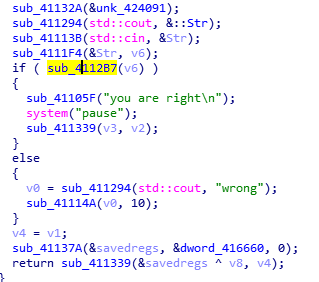 sub_41132A(&unk_424091);
sub_411294(std::cout, &::Str);
sub_41113B(std::cin, &Str);
sub_4111F4(&Str, v6);
if ( sub_4112B7(v6) )
{
sub_41105F("you are right\n");
system("pause");
sub_411339(v3, v2);
}
else
{
v0 = sub_411294(std::cout, "wrong");
sub_41114A(v0, 10);
}
v4 = v1;
sub_41137A(&savedregs, &dword_416660, 0);
return sub_411339(&savedregs ^ v8, v4);
}